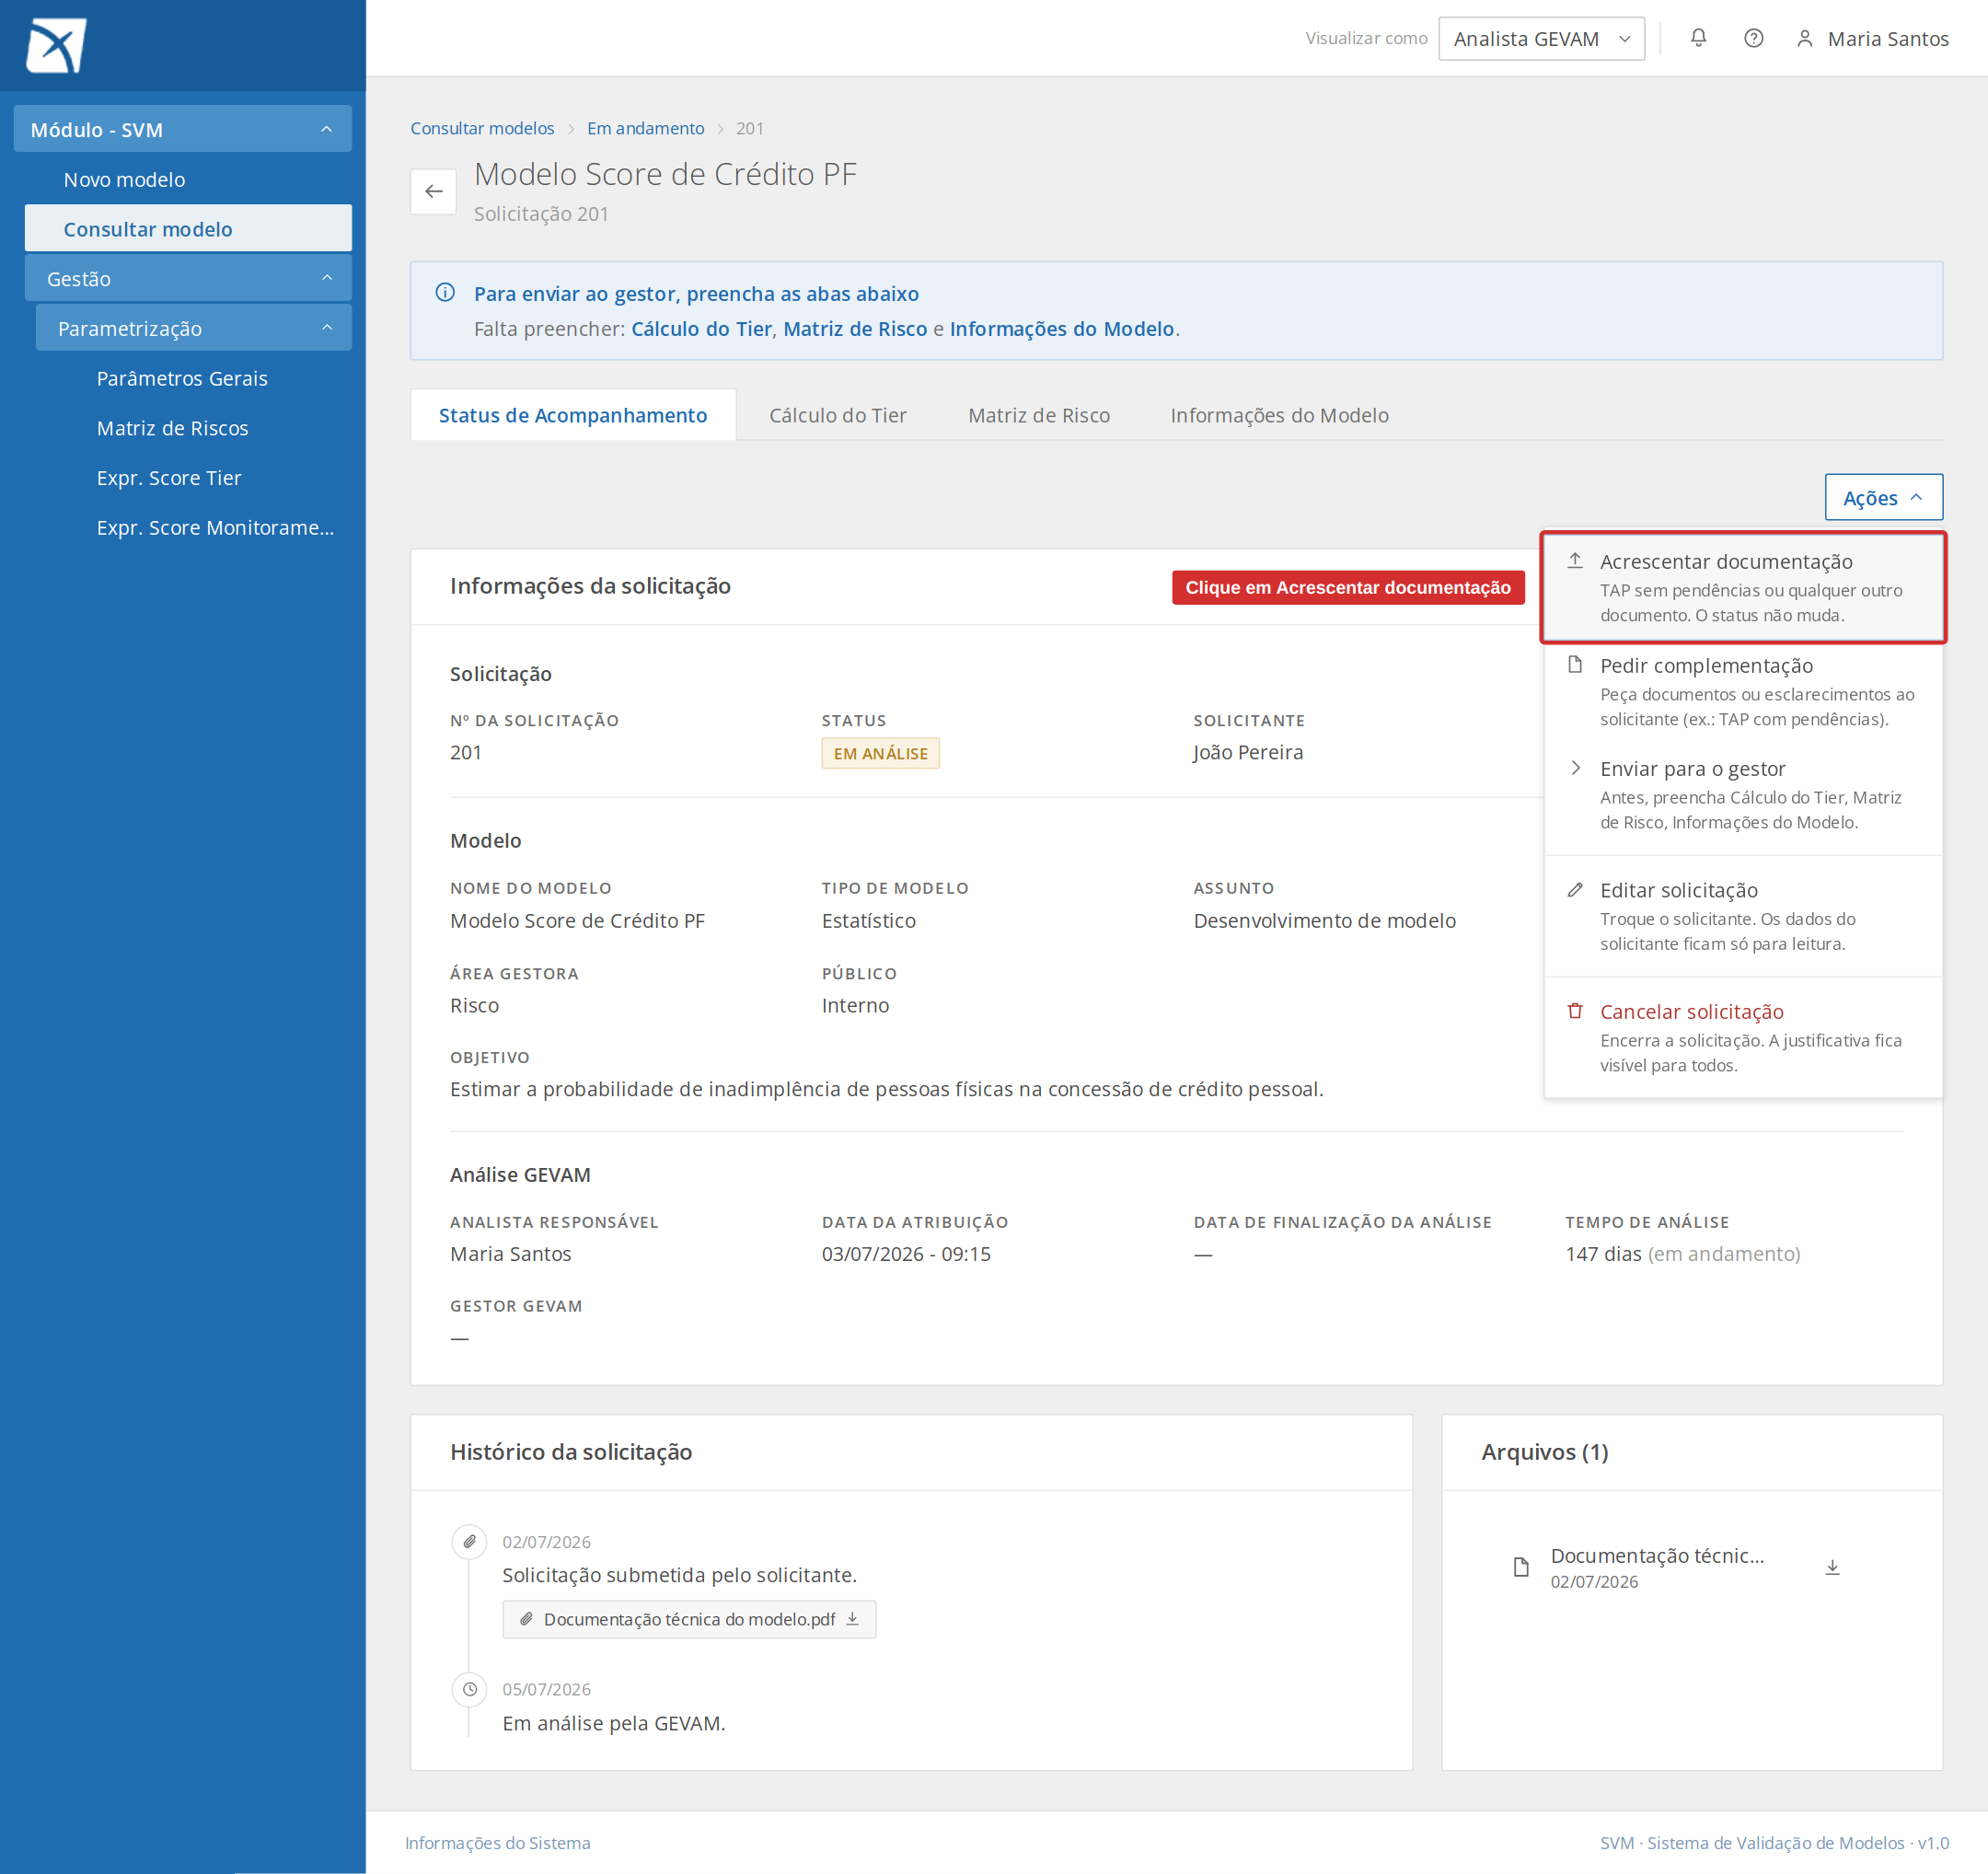 Visualizar como
Analista GEVAM
Maria Santos
Módulo - SVM
Novo modelo
Consultar modelo
Gestão
Parametrização
Parâmetros Gerais
Matriz de Riscos
Expr. Score Tier
Expr. Score Monitorame...
Consultar modelos
Em andamento
201
Modelo Score de Crédito PF
Solicitação 201
Para enviar ao gestor, preencha as abas abaixo
Falta preencher: Cálculo do Tier, Matriz de Risco e Informações do Modelo.
Status de Acompanhamento
Cálculo do Tier
Matriz de Risco
Informações do Modelo
Ações
Acrescentar documentação
TAP sem pendências ou qualquer outro
documento. O status não muda.
Pedir complementação
Peça documentos ou esclarecimentos ao
solicitante (ex.: TAP com pendências).
Enviar para o gestor
Antes, preencha Cálculo do Tier, Matriz
de Risco, Informações do Modelo.
Editar solicitação
Troque o solicitante. Os dados do
solicitante ficam só para leitura.
Cancelar solicitação
Encerra a solicitação. A justificativa fica
visível para todos.
Informações da solicitação
Clique em Acrescentar documentação
Solicitação
Nº DA SOLICITAÇÃO
201
STATUS
EM ANÁLISE
SOLICITANTE
João Pereira
Modelo
NOME DO MODELO
Modelo Score de Crédito PF
TIPO DE MODELO
Estatístico
ASSUNTO
Desenvolvimento de modelo
ÁREA GESTORA
Risco
PÚBLICO
Interno
OBJETIVO
Estimar a probabilidade de inadimplência de pessoas físicas na concessão de crédito pessoal.
Análise GEVAM
ANALISTA RESPONSÁVEL
Maria Santos
DATA DA ATRIBUIÇÃO
03/07/2026 - 09:15
DATA DE FINALIZAÇÃO DA ANÁLISE
—
TEMPO DE ANÁLISE
147 dias (em andamento)
GESTOR GEVAM
—
Histórico da solicitação
02/07/2026
Solicitação submetida pelo solicitante.
Documentação técnica do modelo.pdf
05/07/2026
Em análise pela GEVAM.
Arquivos (1)
Documentação técnic...
02/07/2026
Informações do Sistema
SVM · Sistema de Validação de Modelos · v1.0